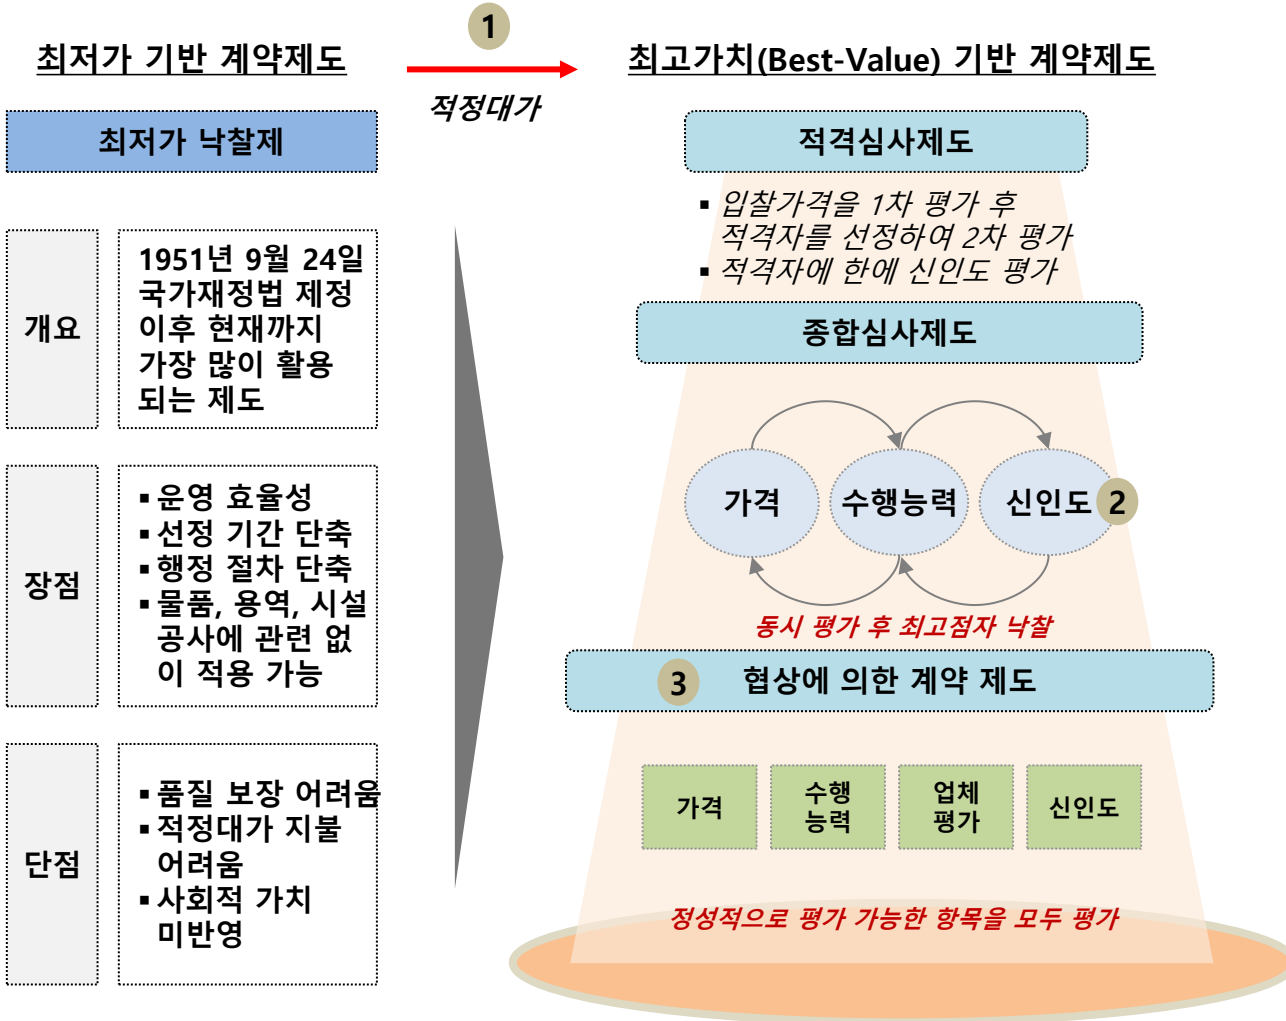 최저가 기반 계약제도
1
적정대가
최고가치(Best-Value) 기반 계약제도
최저가 낙찰제
개요
1951년 9월 24일
국가재정법 제정
이후 현재까지
가장 많이 활용
되는 제도
장점
▪ 운영 효율성
▪ 선정 기간 단축
▪ 행정 절차 단축
▪ 물품, 용역, 시설
공사에 관련 없
이 적용 가능
단점
▪ 품질 보장 어려움
▪ 적정대가 지불
어려움
▪ 사회적 가치
미반영
적격심사제도
▪ 입찰가격을 1차 평가 후
적격자를 선정하여 2차 평가
▪ 적격자에 한에 신인도 평가
종합심사제도
가격
수행능력
신인도
2
동시 평가 후 최고점자 낙찰
3
협상에 의한 계약 제도
가격
수행
능력
업체
평가
신인도
정성적으로 평가 가능한 항목을 모두 평가